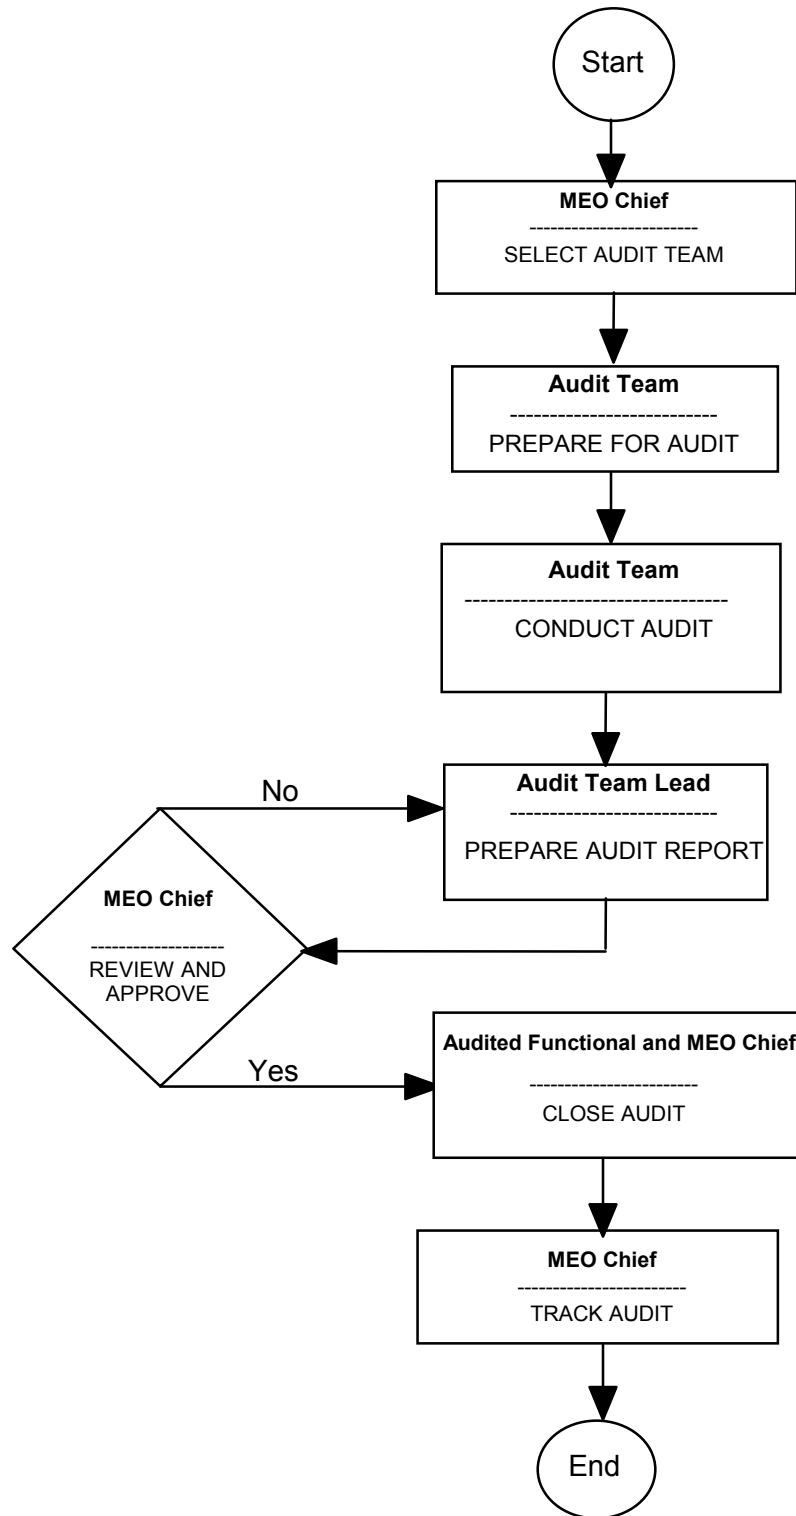 Start
MEO Chief
------------------------
SELECT AUDIT TEAM
Audit Team
--------------------------
PREPARE FOR AUDIT
Audit Team
---------------------------------
CONDUCT AUDIT
Audit Team Lead
--------------------------
PREPARE AUDIT REPORT
No
MEO Chief
-------------------
REVIEW AND
APPROVE
Yes
Audited Functional and MEO Chief
------------------------
CLOSE AUDIT
MEO Chief
------------------------
TRACK AUDIT
End